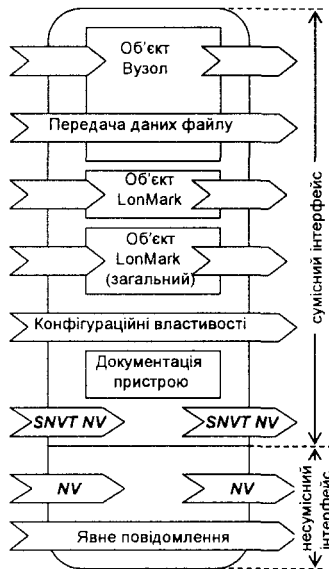 Об'єкт
Вузол
Передача даних файлу
Об'єкт
LonMark
Об'єкт
LonMark
(загальний)
Конфігураційні властивості
Документація
пристрою
SNVT NV
SNVT NV
NV
NV
Явне повідомлення
сумісний інтерфейс
несумісний
інтерфейс